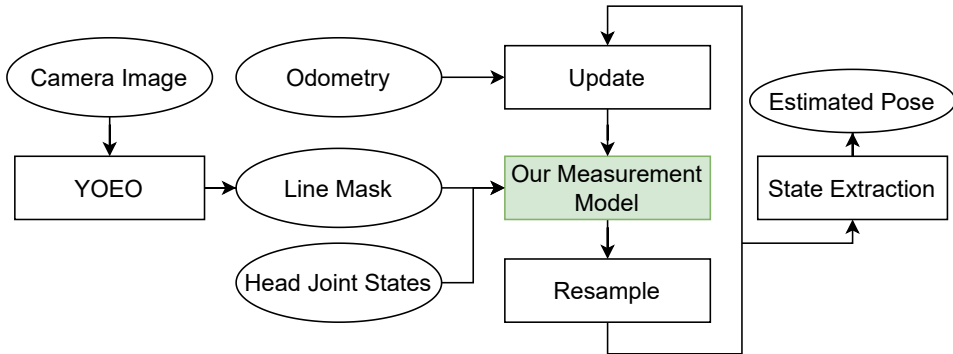 Camera Image
Odometry
Update
Estimated Pose
YOEO
Line Mask
Our Measurement
Model
State Extraction
Head Joint States
Resample